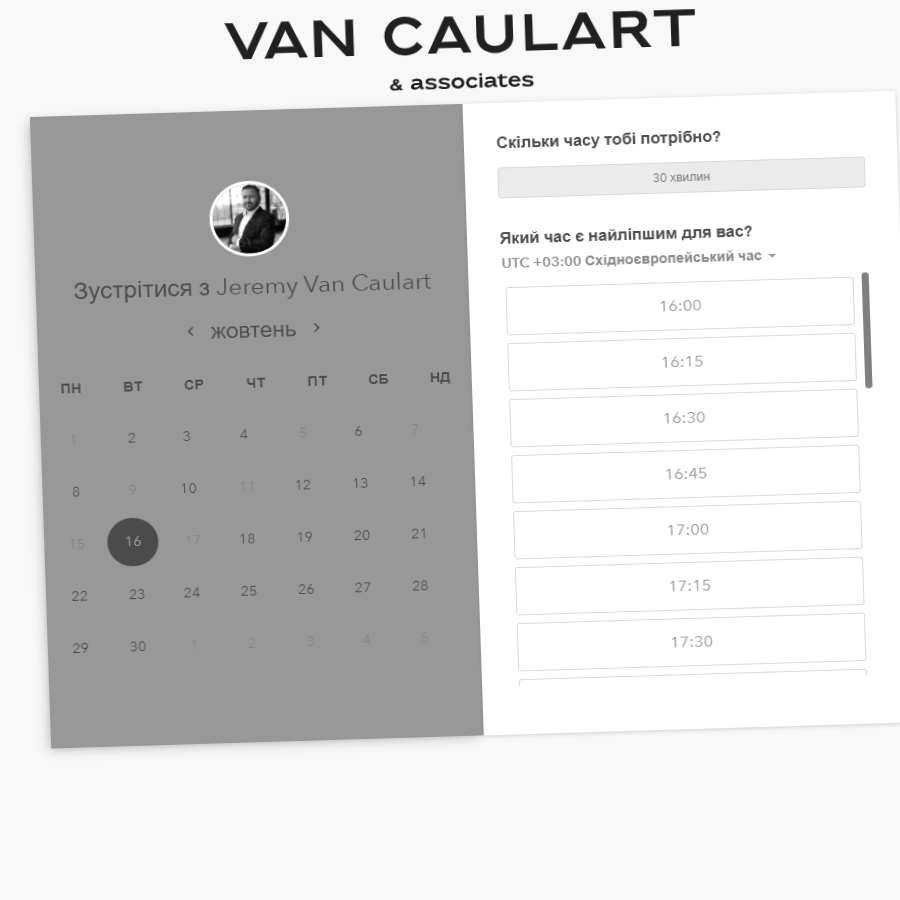 VAN CAULART
& associates
Зустрітися з Jeremy Van Caulart
‹ жовтень ›
ПН ВТ СР ЧТ ПТ СБ НД
1 2 3 4 5 6 7
8 9 10 11 12 13 14
15 16 17 18 19 20 21
22 23 24 25 26 27 28
29 30 1 2 3 4 5
Скільки часу тобі потрібно?
30 хвилин
Який час є найліпшим для вас?
UTC +03:00 Східноєвропейський час
16:00
16:15
16:30
16:45
17:00
17:15
17:30